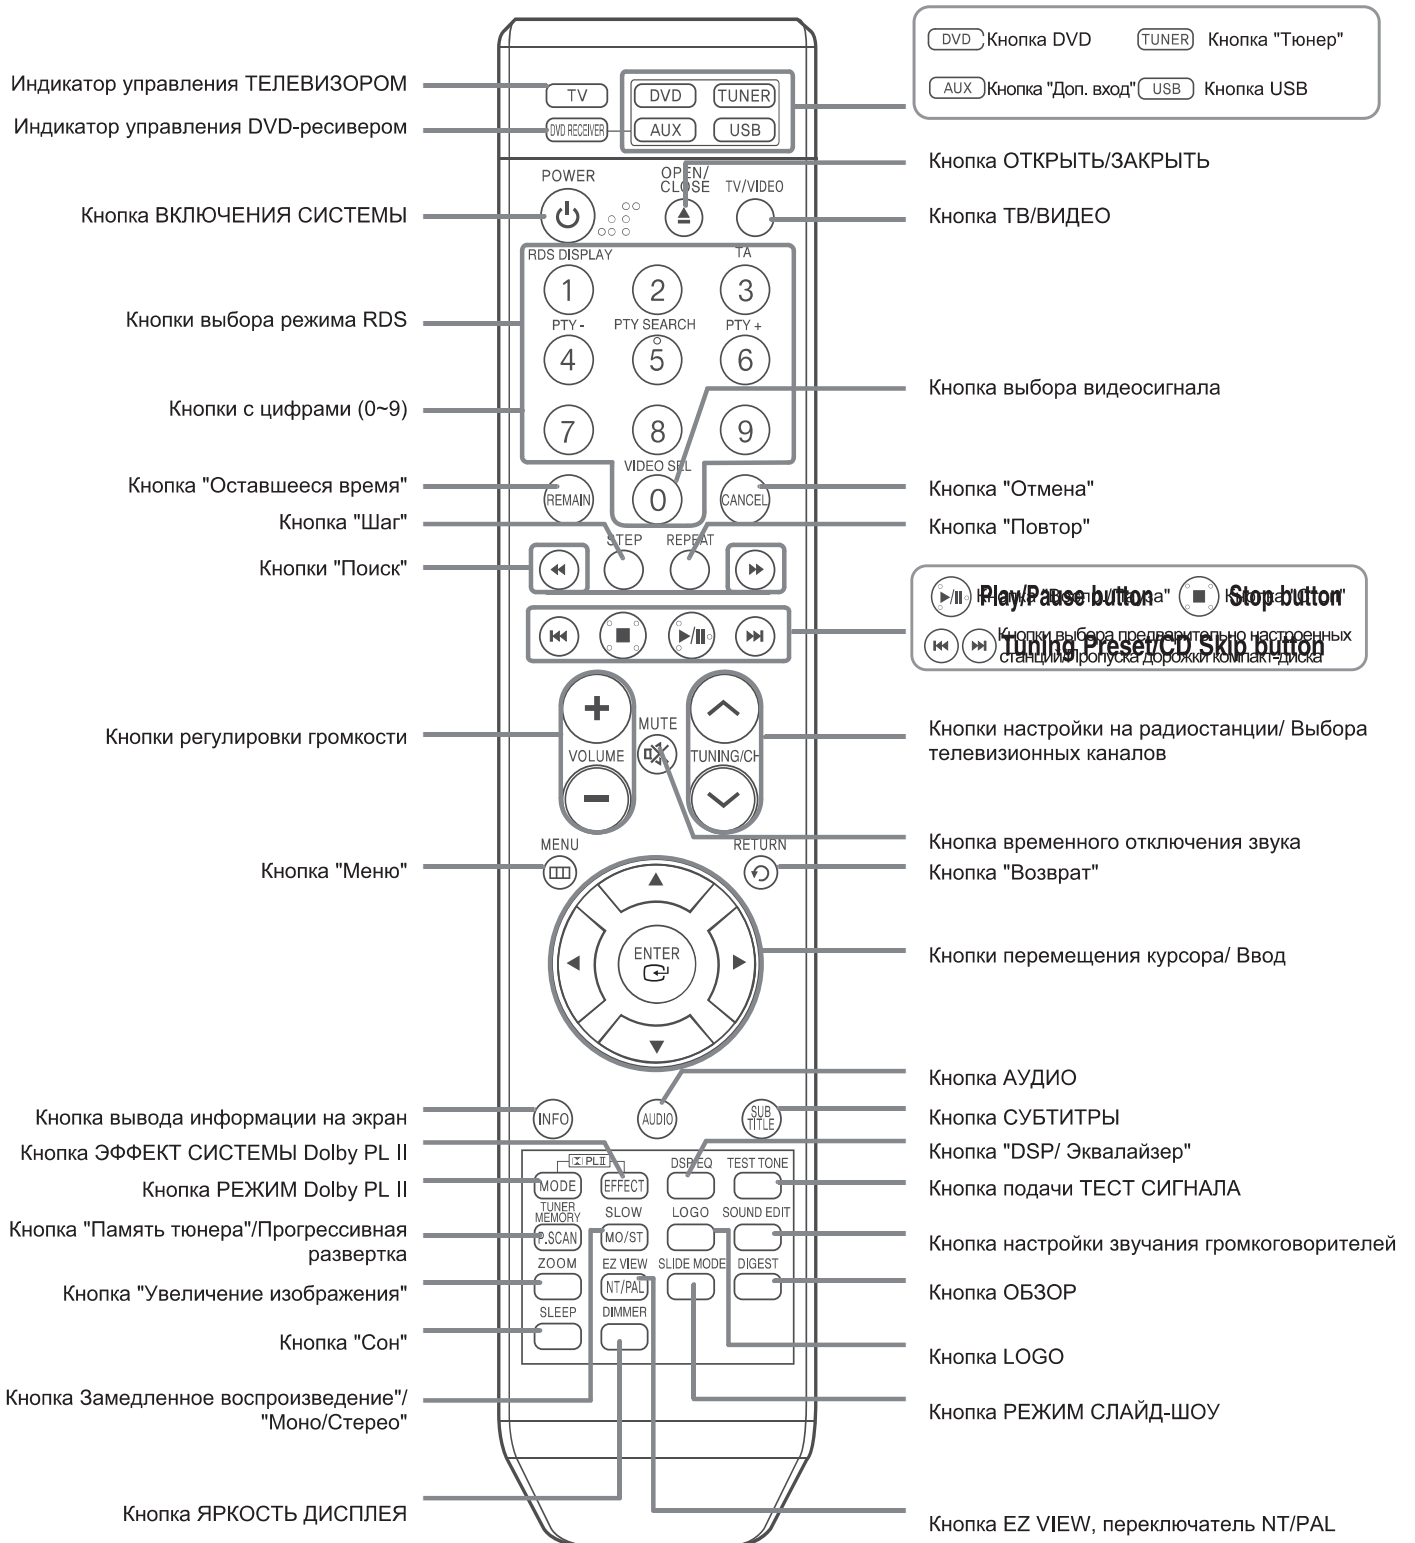 DVD Кнопка DVD TUNER Кнопка "Тюнер"
AUX Кнопка "Доп. вход" USB Кнопка USB
Индикатор управления ТЕЛЕВИЗОРОМ
Индикатор управления DVD-ресивером
Кнопка ВКЛЮЧЕНИЯ СИСТЕМЫ
Кнопки выбора режима RDS
Кнопки с цифрами (0~9)
Кнопка "Оставшееся время"
Кнопка "Шаг"
Кнопки "Поиск"
Кнопки регулировки громкости
Кнопка "Меню"
Кнопка вывода информации на экран
Кнопка ЭФФЕКТ СИСТЕМЫ Dolby PL II
Кнопка РЕЖИМ Dolby PL II
Кнопка "Память тюнера"/Прогрессивная
развертка
Кнопка "Увеличение изображения"
Кнопка "Сон"
Кнопка Замедленное воспроизведение"/
"Моно/Стерео"
Кнопка ЯРКОСТЬ ДИСПЛЕЯ
TV DVD TUNER
DVD RECEIVER AUX USB
POWER OPEN/
CLOSE TV/VIDEO
RDS DISPLAY TA
1 2 3
PTY - PTY SEARCH PTY +
4 5 6
7 8 9
VIDEO SEL
REMAIN 0 CANCEL
STEP REPEAT
MUTE
VOLUME TUNING/CH
MENU RETURN
ENTER
INFO AUDIO SUB
TITLE
PL II DSP/EQ TEST TONE
MODE EFFECT
TUNER
MEMORY SLOW LOGO SOUND EDIT
P.SCAN MO/ST
ZOOM EZ VIEW SLIDE MODE DIGEST
NT/PAL
SLEEP DIMMER
Кнопка ОТКРЫТЬ/ЗАКРЫТЬ
Кнопка ТВ/ВИДЕО
Кнопка выбора видеосигнала
Кнопка "Отмена"
Кнопка "Повтор"
Play/Pause button Stop button
Кнопки выбора предварительно настроенных
станций/Пропуска дорожки компакт-диска
Tuning Preset/CD Skip button
Кнопки настройки на радиостанции/ Выбора
телевизионных каналов
Кнопка временного отключения звука
Кнопка "Возврат"
Кнопки перемещения курсора/ Ввод
Кнопка АУДИО
Кнопка СУБТИТРЫ
Кнопка "DSP/ Эквалайзер"
Кнопка подачи ТЕСТ СИГНАЛА
Кнопка настройки звучания громкоговорителей
Кнопка ОБЗОР
Кнопка LOGO
Кнопка РЕЖИМ СЛАЙД-ШОУ
Кнопка EZ VIEW, переключатель NT/PAL